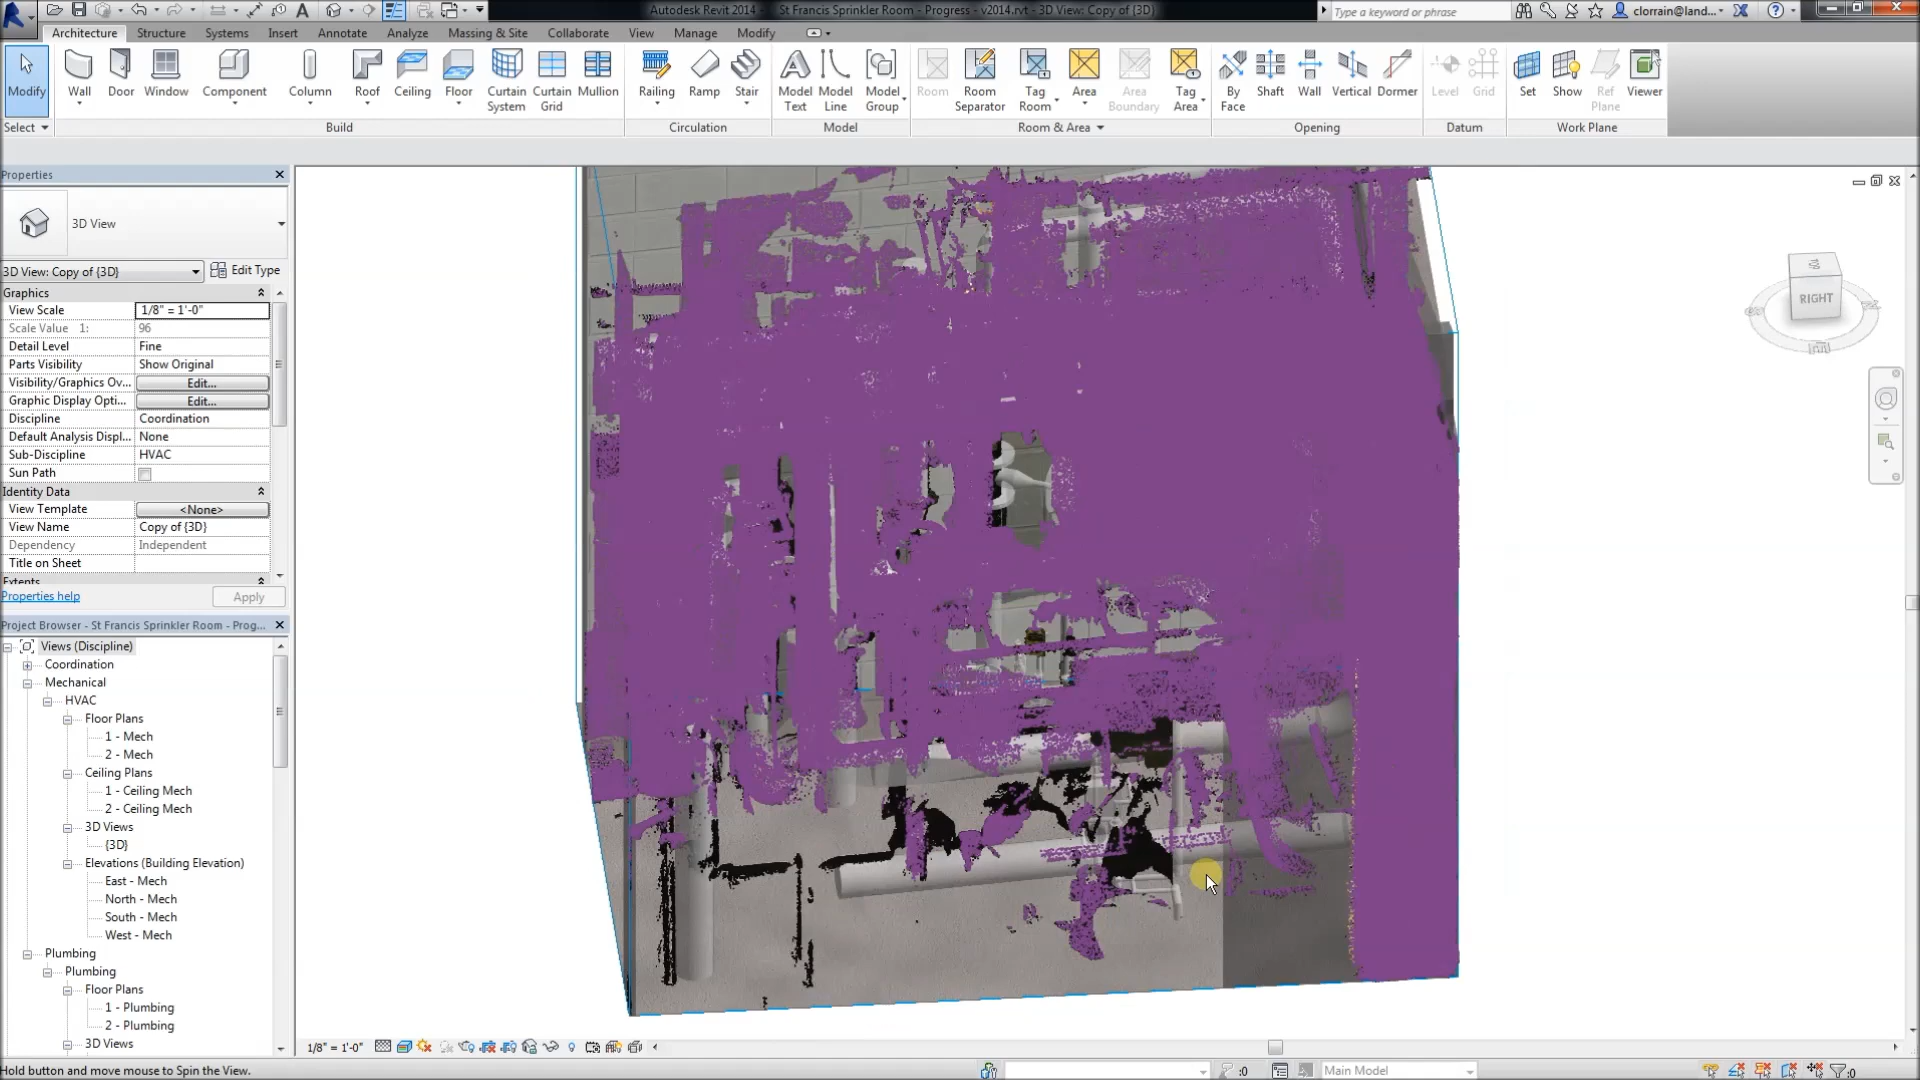 Autodesk Revit 2014 - St Francis Sprinkler Room - Progress - v2014.rvt - 3D View: Copy of {3D}
Type a keyword or phrase
clorrain@land...
Architecture Structure Systems Insert Annotate Analyze Massing & Site Collaborate View Manage Modify
Modify
Wall
Door
Window
Component
Column
Roof
Ceiling
Floor
Curtain
System
Curtain
Grid
Mullion
Railing
Ramp
Stair
Model
Text
Model
Line
Model
Group
Room
Room
Separator
Tag
Room
Area
Area
Boundary
Tag
Area
By
Face
Shaft
Wall
Vertical
Dormer
Level
Grid
Set
Show
Ref
Plane
Viewer
Select
Build
Circulation
Model
Room & Area
Opening
Datum
Work Plane
Properties
3D View
3D View: Copy of {3D}
Edit Type
Graphics
View Scale 1/8" = 1'-0"
Scale Value 1: 96
Detail Level Fine
Parts Visibility Show Original
Visibility/Graphics Ov... Edit...
Graphic Display Opti... Edit...
Discipline Coordination
Default Analysis Displ... None
Sub-Discipline HVAC
Sun Path
Identity Data
View Template <None>
View Name Copy of {3D}
Dependency Independent
Title on Sheet
Extents
Properties help
Apply
Project Browser - St Francis Sprinkler Room - Prog...
Views (Discipline)
Coordination
Mechanical
HVAC
Floor Plans
1 - Mech
2 - Mech
Ceiling Plans
1 - Ceiling Mech
2 - Ceiling Mech
3D Views
{3D}
Elevations (Building Elevation)
East - Mech
North - Mech
South - Mech
West - Mech
Plumbing
Plumbing
Floor Plans
1 - Plumbing
2 - Plumbing
3D Views
RIGHT
1/8" = 1'-0"
Hold button and move mouse to Spin the View.
:0
Main Model
:0